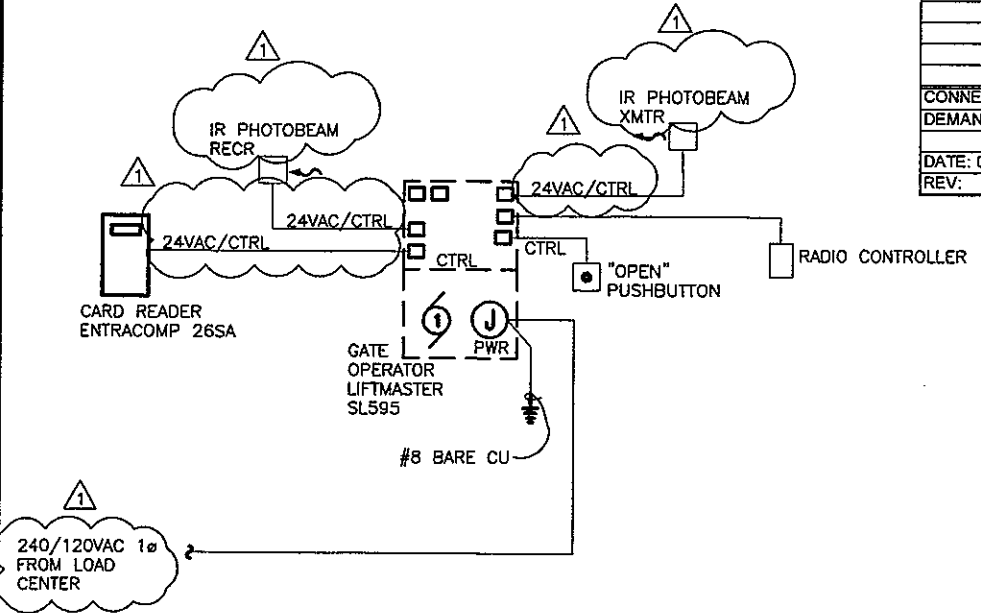 1
1
IR PHOTOBEAM
RECR
IR PHOTOBEAM
XMTR
1
1
24VAC/CTRL
24VAC/CTRL
24VAC/CTRL
CTRL
CTRL
CARD READER
ENTRACOMP 26SA
"OPEN"
PUSHBUTTON
RADIO CONTROLLER
1
J
PWR
GATE
OPERATOR
LIFTMASTER
SL595
#8 BARE CU
1
240/120VAC 1ø
FROM LOAD
CENTER
CONNE
DEMAN
DATE:
REV: